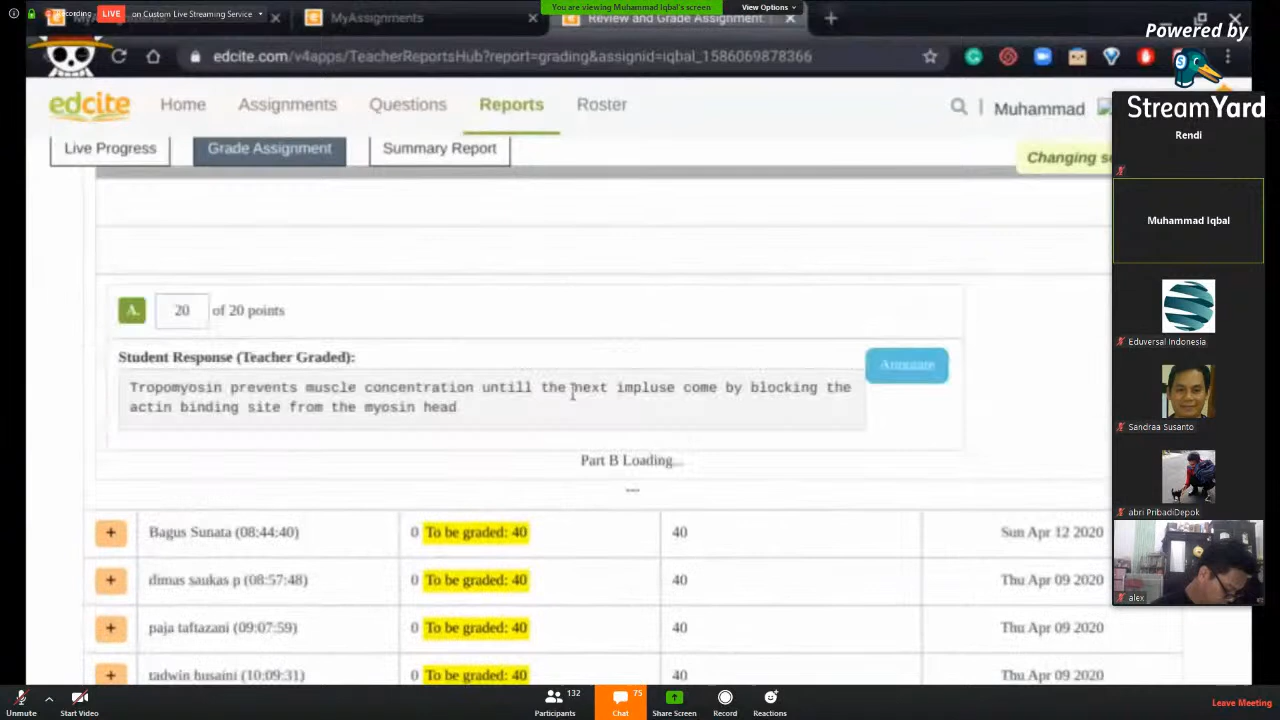 Recording
LIVE
on Custom Live Streaming Service
You are viewing Muhammad Iqbal's screen
View Options
MyAssignments
Review and Grade Assignment
Powered by
StreamYard
edcite.com/v4apps/TeacherReportsHub?report=grading&assignid=iqbal_1586069878366
edcite
Home
Assignments
Questions
Reports
Roster
Muhammad
Live Progress
Grade Assignment
Summary Report
A.
20
of 20 points
Student Response (Teacher Graded):
Annotate
Tropomyosin prevents muscle concentration untill the next impluse come by blocking the
actin binding site from the myosin head
Part B Loading...
+
Bagus Sunata (08:44:40)
0 To be graded: 40
40
Sun Apr 12 2020
+
dimas saukas p (08:57:48)
0 To be graded: 40
40
Thu Apr 09 2020
+
paja taftazani (09:07:59)
0 To be graded: 40
40
Thu Apr 09 2020
+
tadwin husaini (10:09:31)
0 To be graded: 40
40
Thu Apr 09 2020
Rendi
Muhammad Iqbal
Eduversal Indonesia
Sandraa Susanto
abri PribadiDepok
alex
Unmute
Start Video
132
Participants
75
Chat
Share Screen
Record
Reactions
Leave Meeting